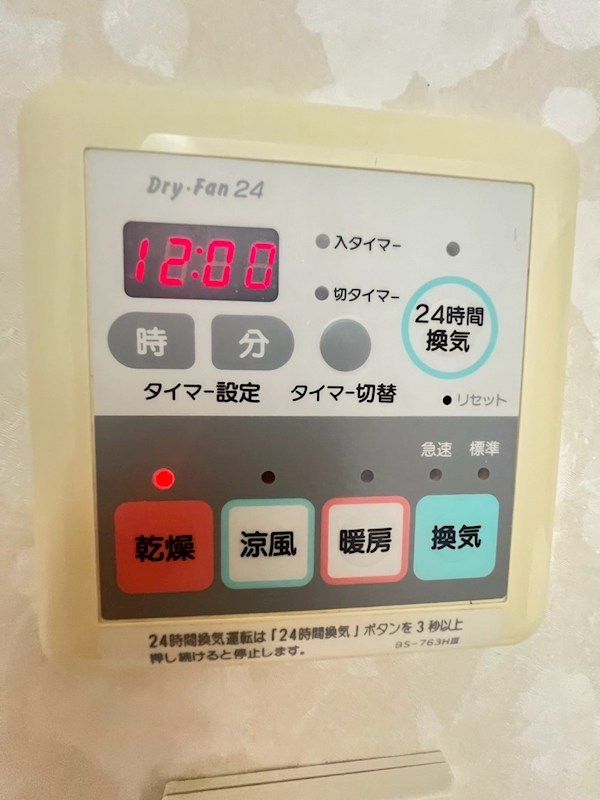 Dry・Fan 24
12:00
入タイマー
切タイマー
24時間
換気
時
分
タイマー設定
タイマー切替
リセット
急速
標準
乾燥
涼風
暖房
換気
24時間換気運転は「24時間換気」ボタンを3秒以上
押し続けると停止します。
BS-763H